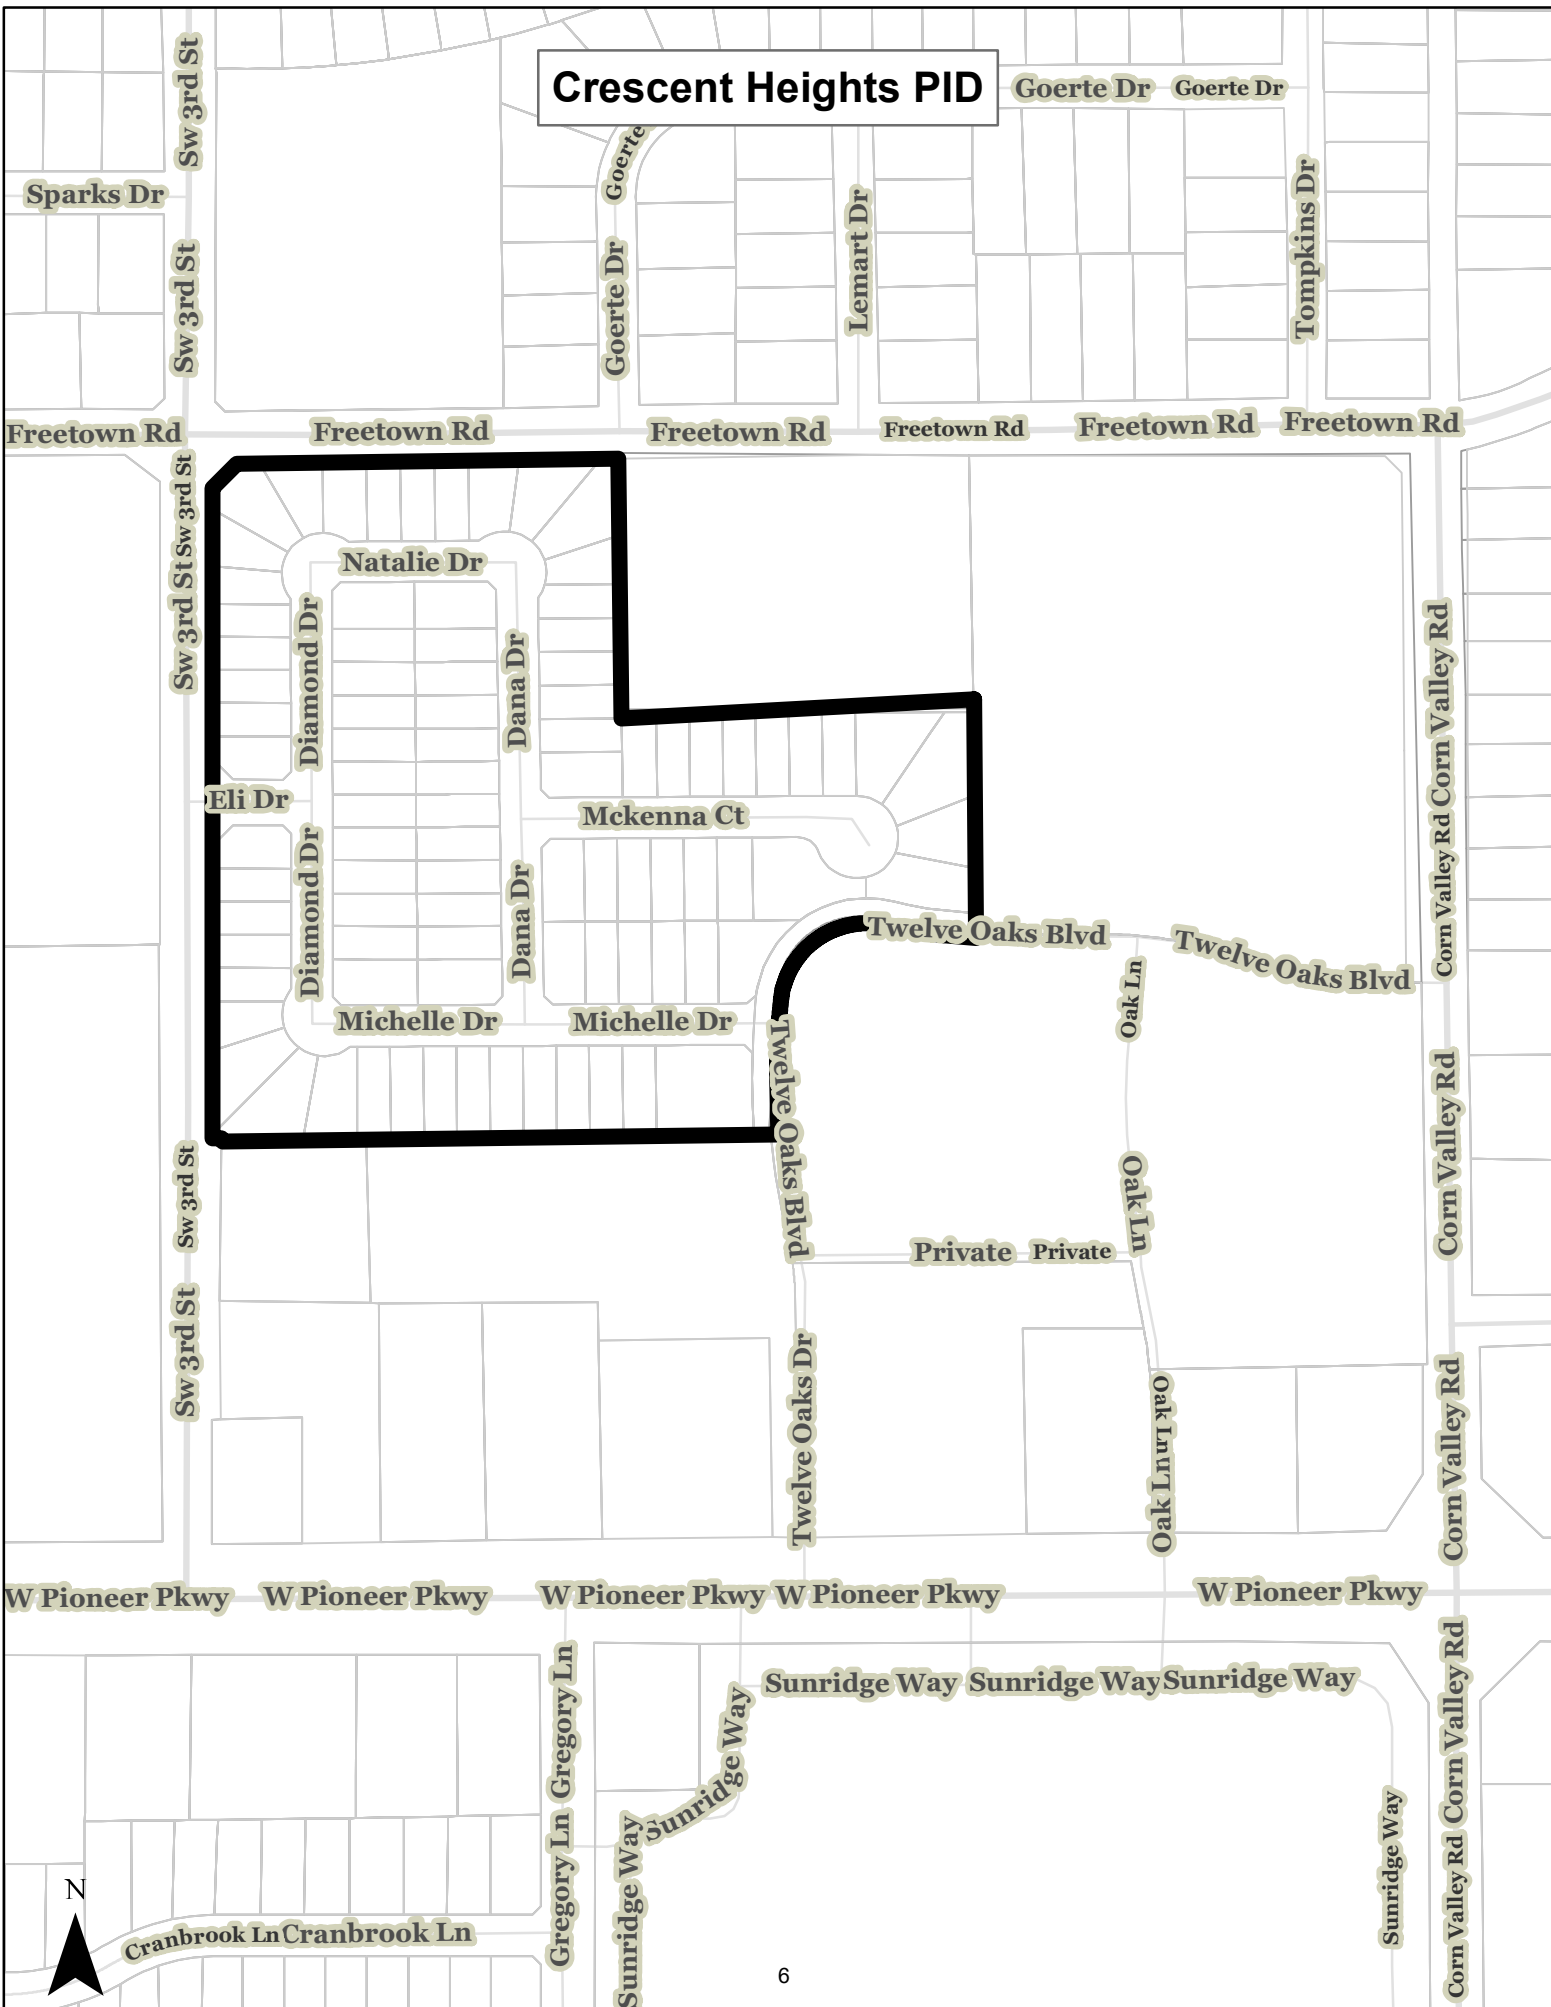 Crescent Heights PID
Goerte Dr
Goerte Dr
Sw 3rd St
Goerte
Sparks Dr
Tompkins Dr
Lemart Dr
Sw 3rd St
Goerte Dr
Freetown Rd
Freetown Rd
Freetown Rd
Freetown Rd
Freetown Rd
Freetown Rd
Sw 3rd St
Sw 3rd St
Natalie Dr
Diamond Dr
Dana Dr
Corn Valley Rd
Corn Valley Rd
Eli Dr
Mckenna Ct
Diamond Dr
Dana Dr
Corn Valley Rd
Twelve Oaks Blvd
Twelve Oaks Blvd
Oak Ln
Michelle Dr
Michelle Dr
Twelve Oaks Blvd
Corn Valley Rd
Sw 3rd St
Oak Ln
Private
Private
Sw 3rd St
Twelve Oaks Dr
Oak Ln
Oak Ln
Corn Valley Rd
W Pioneer Pkwy
W Pioneer Pkwy
W Pioneer Pkwy
W Pioneer Pkwy
W Pioneer Pkwy
Gregory Ln
Sunridge Way
Sunridge Way
Sunridge Way
Sunridge Way
Corn Valley Rd
Gregory Ln
Sunridge Way
Sunridge Way
Corn Valley Rd
N
Cranbrook Ln
Cranbrook Ln
6